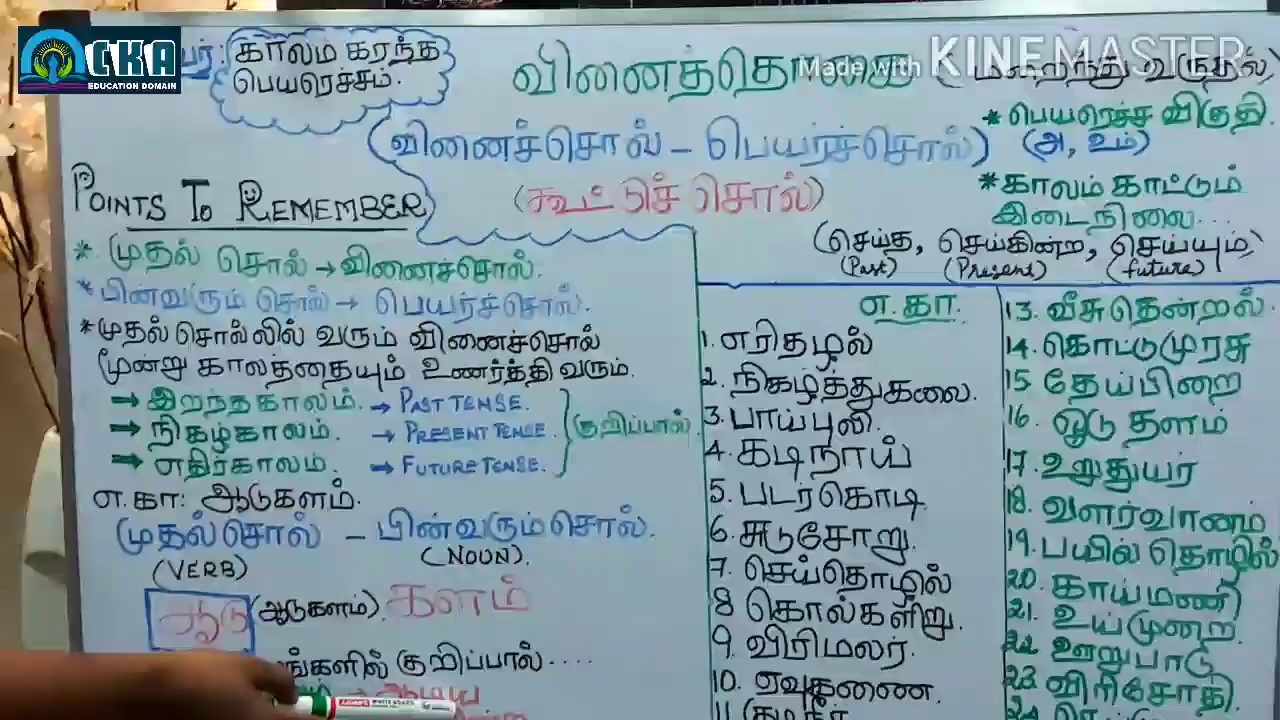 CKA
EDUCATION DOMAIN
Made with KINEMASTER
காலம் கரந்த
பெயரெச்சம்.
வினைத்தொகை (மறைந்து வருதல்)
(வினைச்சொல் – பெயர்ச்சொல்)
(கூட்டுச் சொல்)
* பெயரெச்ச விகுதி.
(அ, உம்)
* காலம் காட்டும்
இடைநிலை...
(செய்த, செய்கின்ற, செய்யும்)
(Past) (Present) (future)
POINTS TO REMEMBER
* முதல் சொல் → வினைச்சொல்.
* பின்வரும் சொல் → பெயர்ச்சொல்.
* முதல் சொல்லில் வரும் வினைச்சொல்
மூன்று காலத்தையும் உணர்த்தி வரும்.
→ இறந்தகாலம். → PAST TENSE.
→ நிகழ்காலம். → PRESENT TENSE.
→ எதிர்காலம். → FUTURE TENSE.
குறிப்பால்.
எ.கா: ஆடுகளம்.
முதல்சொல் – பின்வரும்சொல்.
(VERB) (NOUN).
ஆடு (ஆடுகளம்). களம்
குறிப்பால்....
→ ஆடிய
எ.கா.
1. எரிதழல்
2. நிகழ்த்துகலை.
3. பாய்புலி.
4. கடிநாய்
5. படர்கொடி.
6. சுடுசோறு.
7. செய்தொழில்
8 கொல்களிறு.
9. விரிமலர்.
10. ஏவுகணை.
13. வீசுதென்றல்.
14. கொட்டுமுரசு
15 தேய்பிறை
16. ஓடு தளம்
17. உறுதுயர்
18. வளர்வானம்
19. பயில் தொழில்
20. காய்மணி
21. உய்முறை
22 ஊறுபாடு
23. விரிசோதி